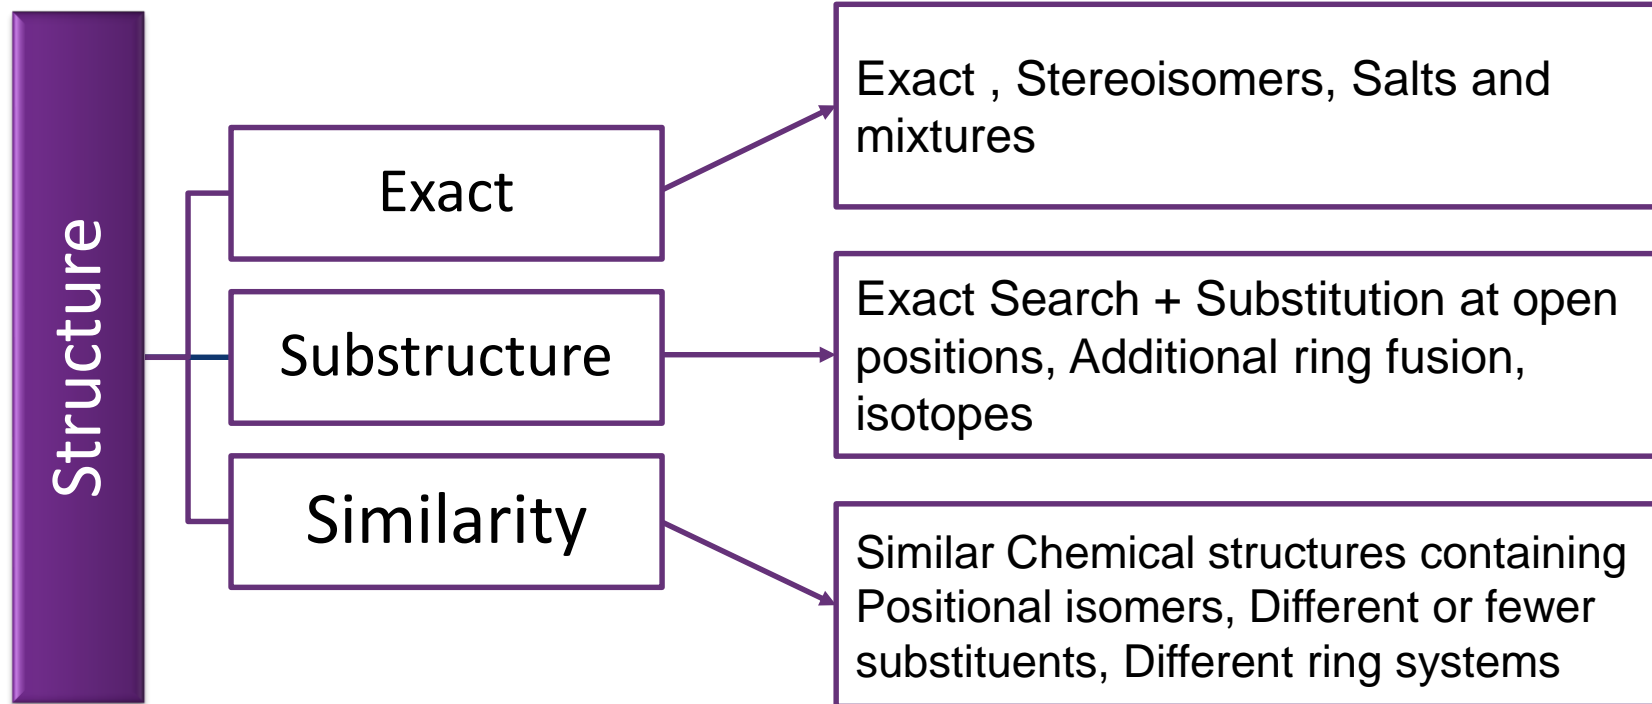 Structure
Exact
Exact , Stereoisomers, Salts and
mixtures
Substructure
Exact Search + Substitution at open
positions, Additional ring fusion,
isotopes
Similarity
Similar Chemical structures containing
Positional isomers, Different or fewer
substituents, Different ring systems